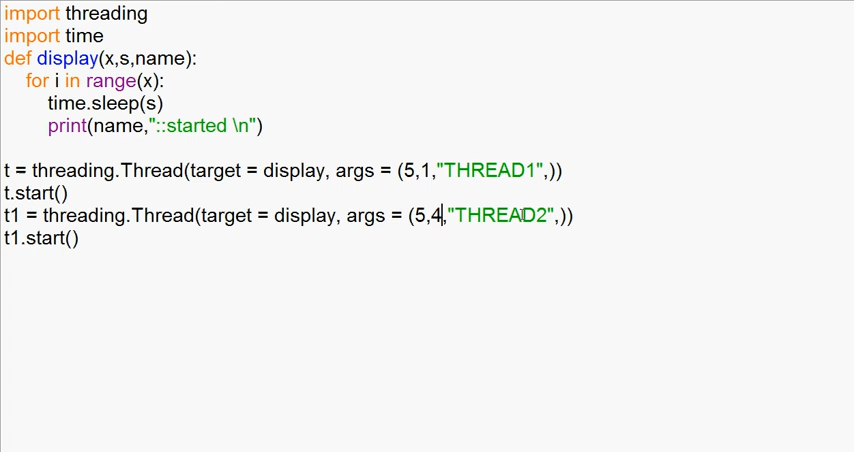 import threading
import time
def display(x,s,name):
    for i in range(x):
        time.sleep(s)
        print(name,"::started \n")

t = threading.Thread(target = display, args = (5,1,"THREAD1",))
t.start()
t1 = threading.Thread(target = display, args = (5,4,"THREAD2",))
t1.start()